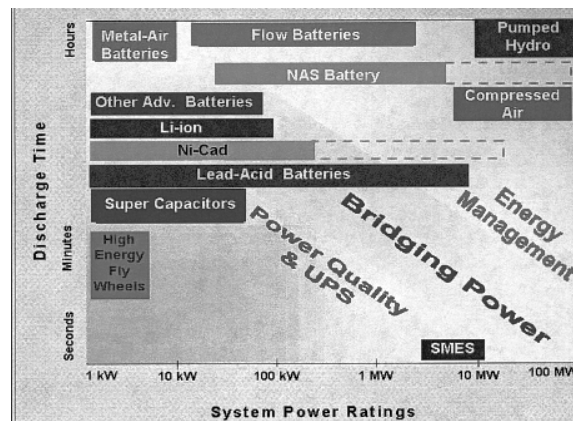 Hours
Metal-Air
Batteries
Flow Batteries
Pumped
Hydro
NAS Battery
Other Adv. Batteries
Compressed
Air
Li-ion
Ni-Cad
Lead-Acid Batteries
Super Capacitors
High
Energy
Fly
Wheels
Power Quality
& UPS
Bridging Power
Energy
Management
SMES
Discharge Time
Minutes
Seconds
1 kW
10 kW
100 kW
1 MW
10 MW
100 MW
System Power Ratings